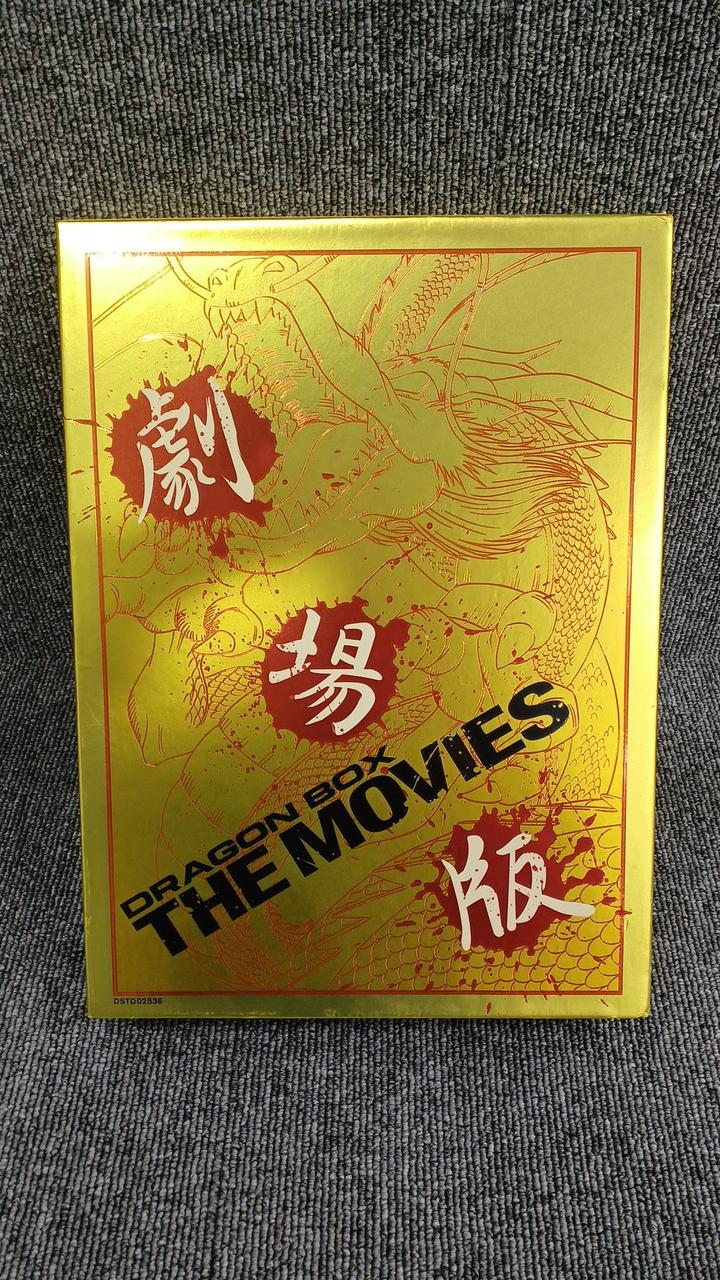 劇
場
DRAGON BOX
THE MOVIES
版
DSTD02536